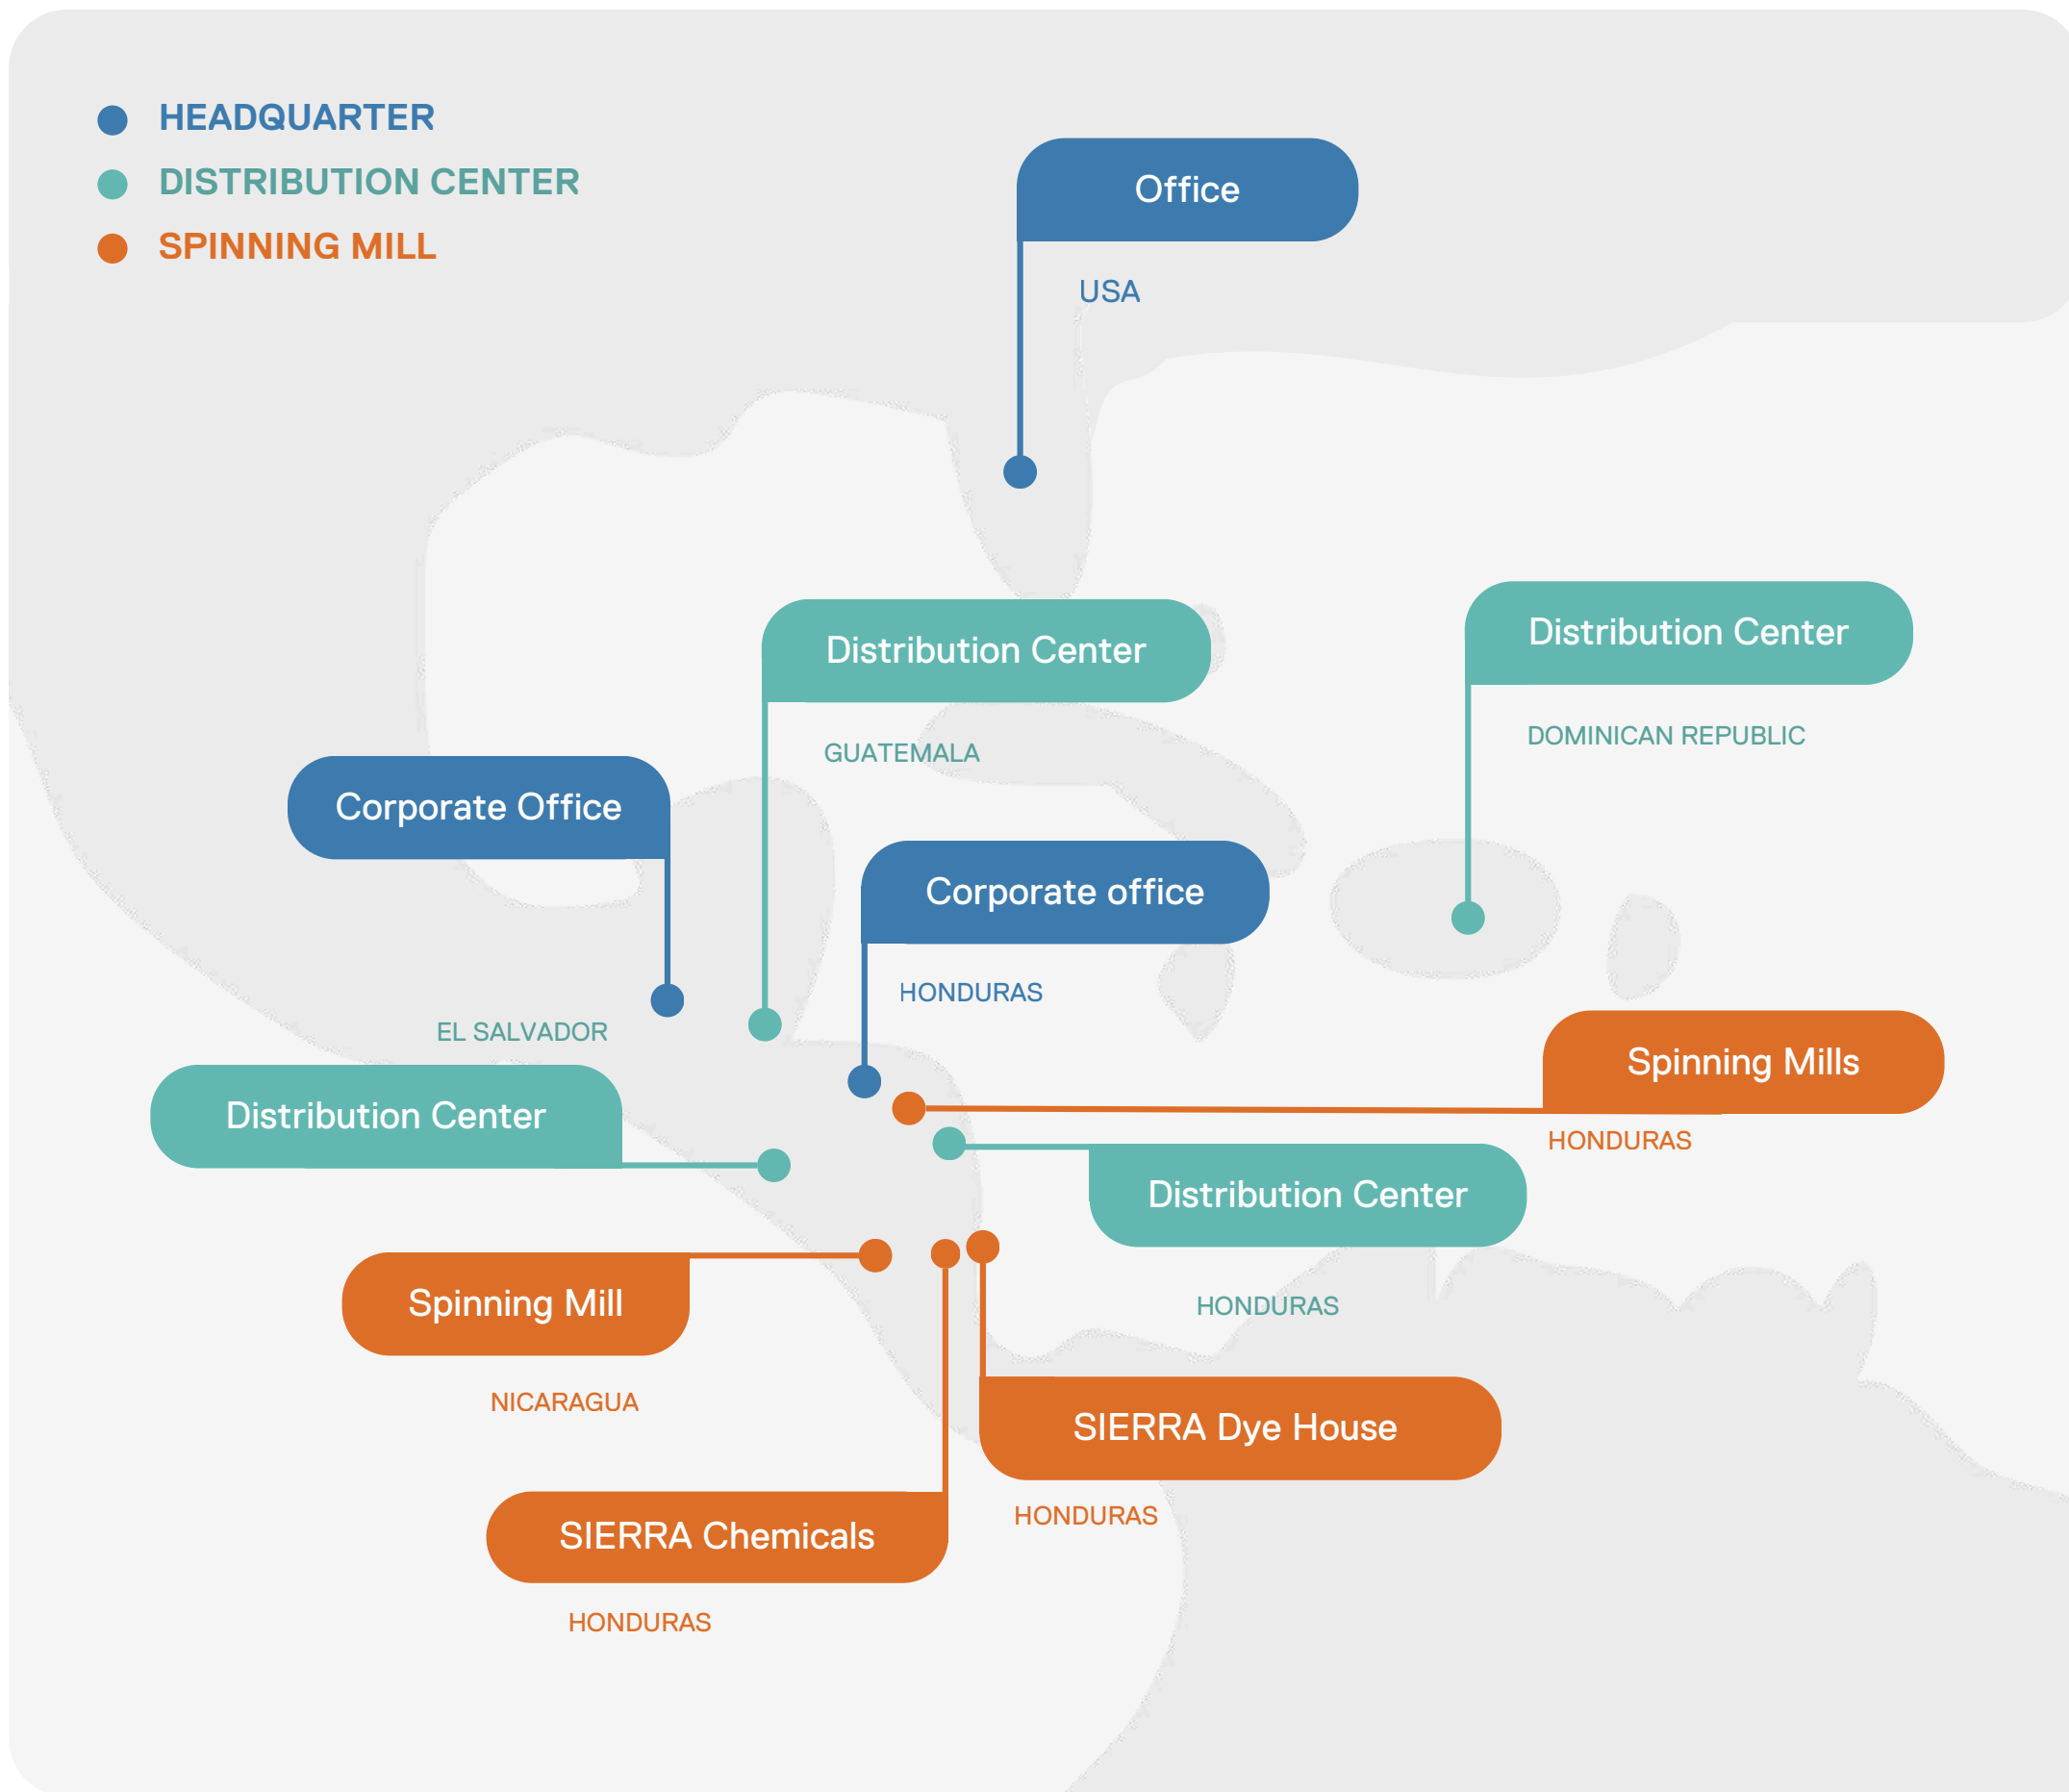 HEADQUARTER
DISTRIBUTION CENTER
SPINNING MILL
Office
USA
Distribution Center
DOMINICAN REPUBLIC
Distribution Center
GUATEMALA
Corporate Office
Corporate office
HONDURAS
EL SALVADOR
Distribution Center
Spinning Mills
HONDURAS
Distribution Center
HONDURAS
Spinning Mill
NICARAGUA
SIERRA Dye House
HONDURAS
SIERRA Chemicals
HONDURAS